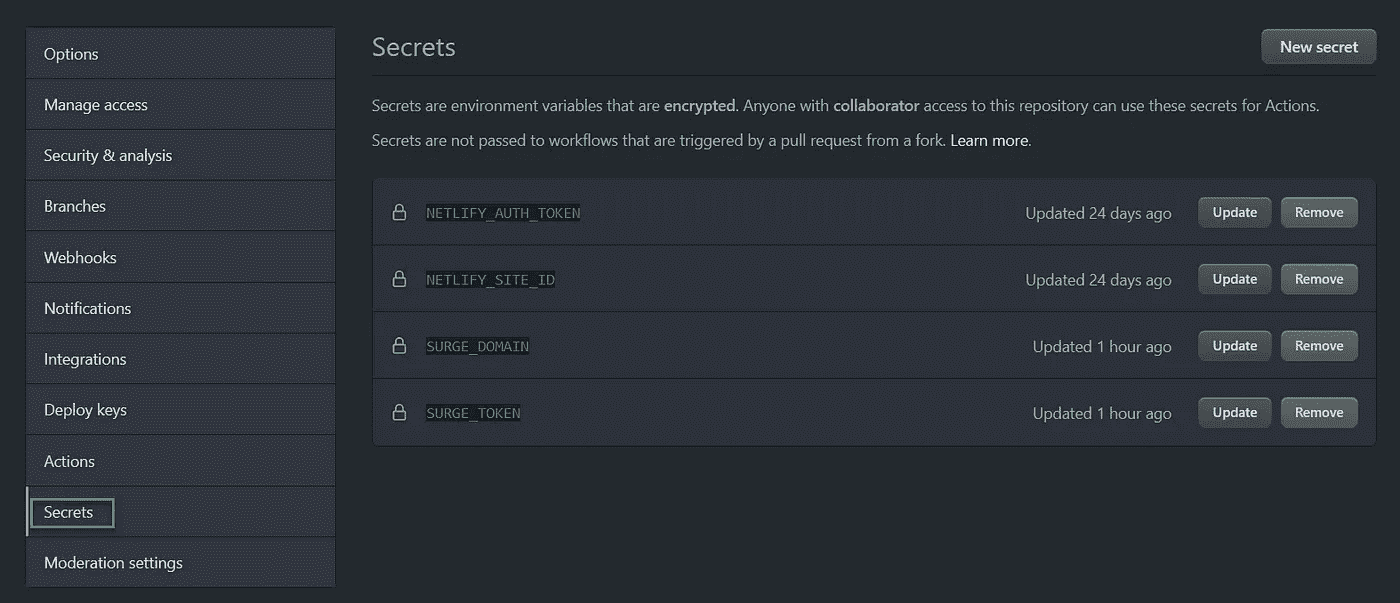 Options
Manage access
Security & analysis
Branches
Webhooks
Notifications
Integrations
Deploy keys
Actions
Secrets
Moderation settings
Secrets
New secret
Secrets are environment variables that are encrypted. Anyone with collaborator access to this repository can use these secrets for Actions.
Secrets are not passed to workflows that are triggered by a pull request from a fork. Learn more.
NETLIFY_AUTH_TOKEN Updated 24 days ago Update Remove
NETLIFY_SITE_ID Updated 24 days ago Update Remove
SURGE_DOMAIN Updated 1 hour ago Update Remove
SURGE_TOKEN Updated 1 hour ago Update Remove